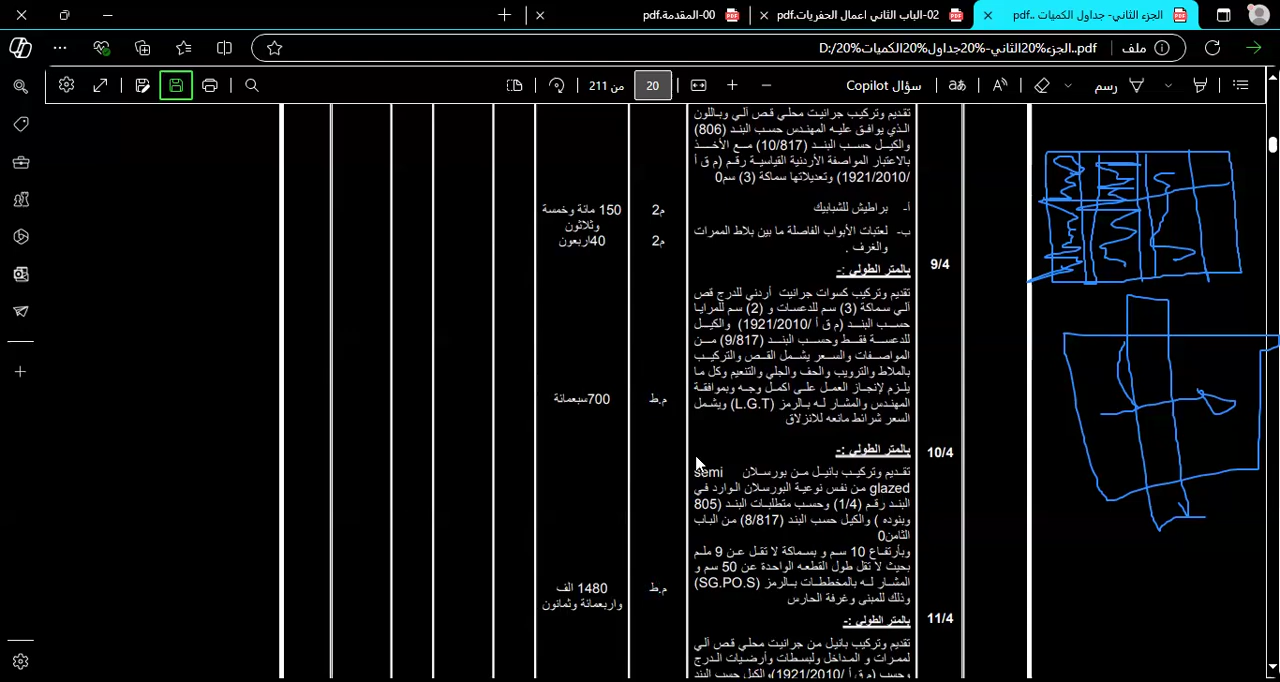 الجزء الثاني- جداول الكميات ..pdf
02-الباب الثاني اعمال الحفريات.pdf
00-المقدمة.pdf
ملف
D:/الجزء%20الثاني-%20جداول%20الكميات%20..pdf
رسم
سؤال Copilot
20
من 211
تقديم وتركيب جرانيت محلي قص آلي وباللون
الذي يوافق عليه المهندس حسب البند (806)
والكيل حسب البند (10/817) مع الأخذ
بالاعتبار المواصفة الأردنية القياسية رقم (م ق أ
/1921/2010) وتعديلاتها سماكة (3) سم0
أ- براطيش للشبابيك
م2
150 مائة وخمسة
وثلاثون
ب- لعتبات الأبواب الفاصلة ما بين بلاط الممرات
والغرف .
م2
40اربعون
9/4
بالمتر الطولي :-
تقديم وتركيب كسوات جرانيت أردني للدرج قص
آلي سماكة (3) سم للدعسات و (2) سم للمرايا
حسب البند (م ق أ /1921/2010) والكيل
للدعسة فقط وحسب البند (9/817) من
المواصفات والسعر يشمل القص والتركيب
بالملاط والترويب والحف والجلي والتنعيم وكل ما
يلزم لإنجاز العمل على اكمل وجه وبموافقة
المهندس والمشار له بالرمز (L.G.T) ويشمل
السعر شرائط مانعه للانزلاق
م.ط
700سبعمائة
10/4
بالمتر الطولي :-
تقديم وتركيب بانيل من بورسلان semi
glazed من نفس نوعية البورسلان الوارد في
البند رقم (1/4) وحسب متطلبات البند (805
وبنوده ) والكيل حسب البند (8/817) من الباب
الثامن0
وبأرتفاع 10 سم و بسماكة لا تقل عن 9 ملم
بحيث لا تقل طول القطعه الواحدة عن 50 سم و
المشار له بالمخططات بالرمز (SG.PO.S)
وذلك للمبنى وغرفة الحارس
م.ط
1480 الف
واربعمائة وثمانون
11/4
بالمتر الطولي :-
تقديم وتركيب بانيل من جرانيت محلي قص آلي
لممرات و المداخل ولبسطات وأرضيات الدرج
وحسب (م ق أ /1921/2010)والكيل حسب البند